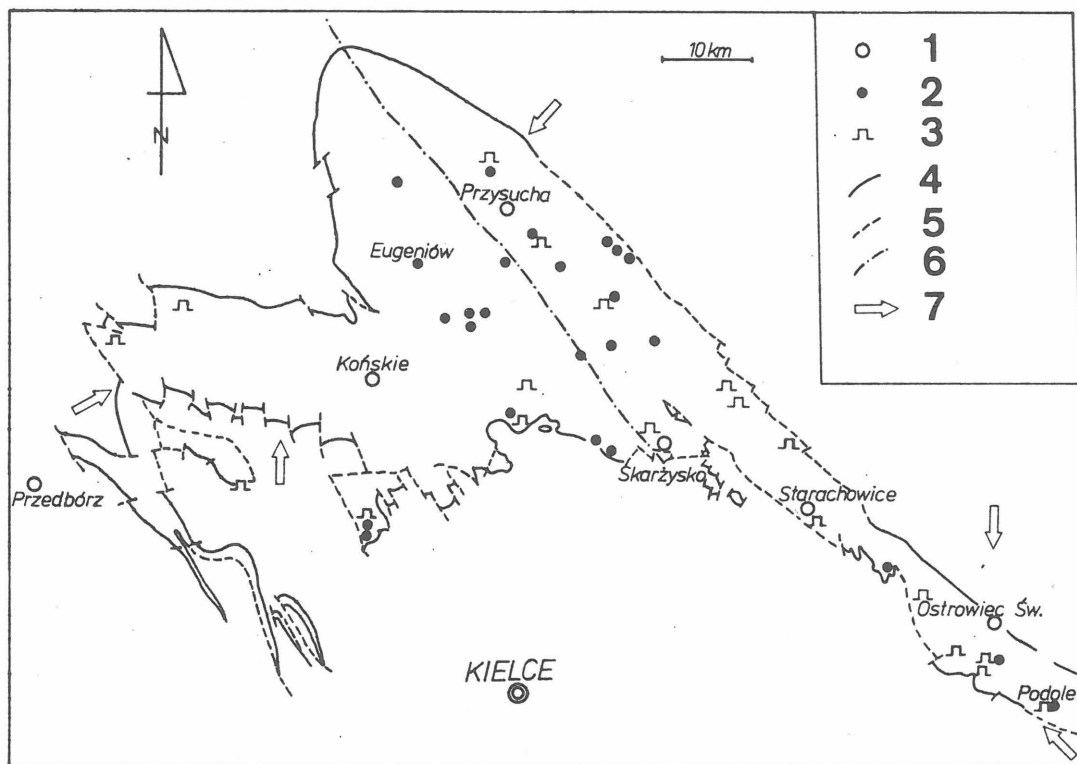 10 km
N
Przysucha
Eugeniów
Końskie
Przedbórz
Skarżysko
Starachowice
Ostrowiec Św.
KIELCE
Podole
1
2
3
4
5
6
7